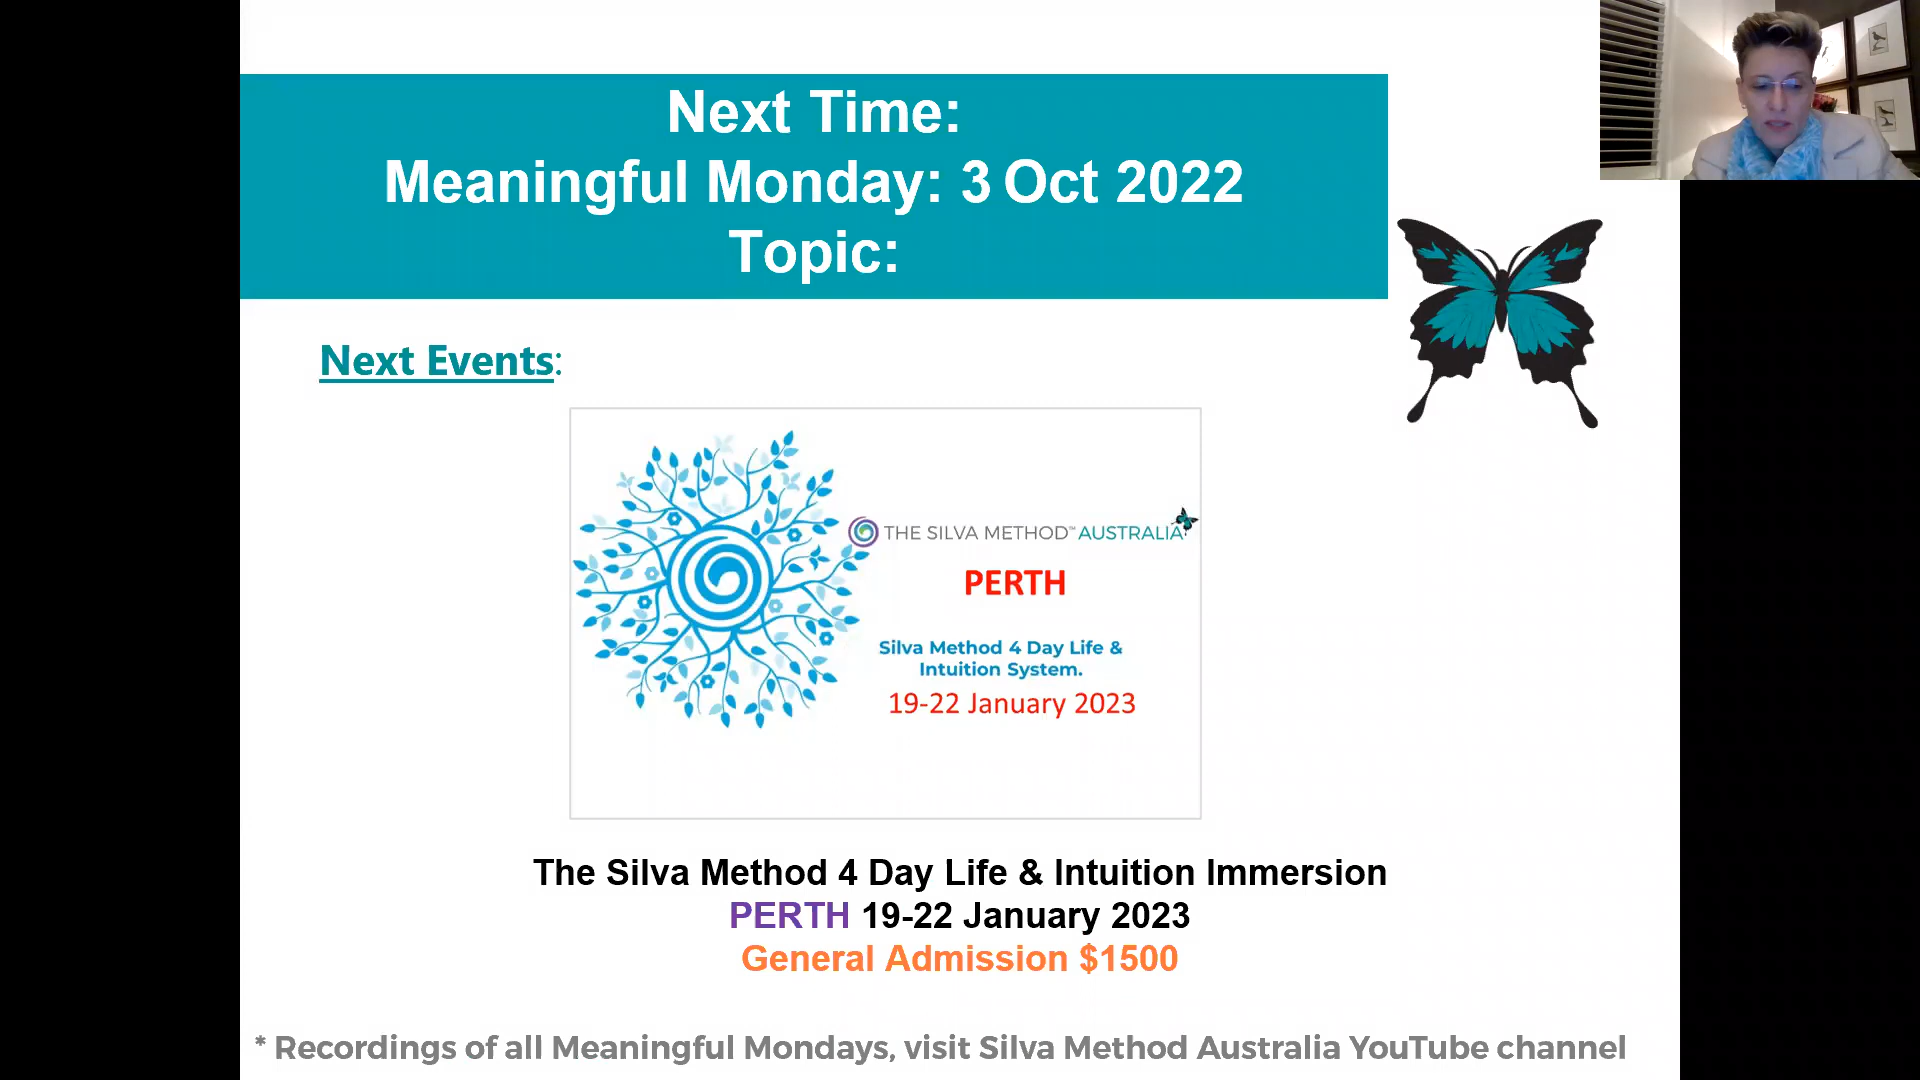 Next Time:
Meaningful Monday: 3 Oct 2022
Topic:
Next Events:
THE SILVA METHOD™ AUSTRALIA
PERTH
Silva Method 4 Day Life &
Intuition System.
19-22 January 2023
The Silva Method 4 Day Life & Intuition Immersion
PERTH 19-22 January 2023
General Admission $1500
* Recordings of all Meaningful Mondays, visit Silva Method Australia YouTube channel